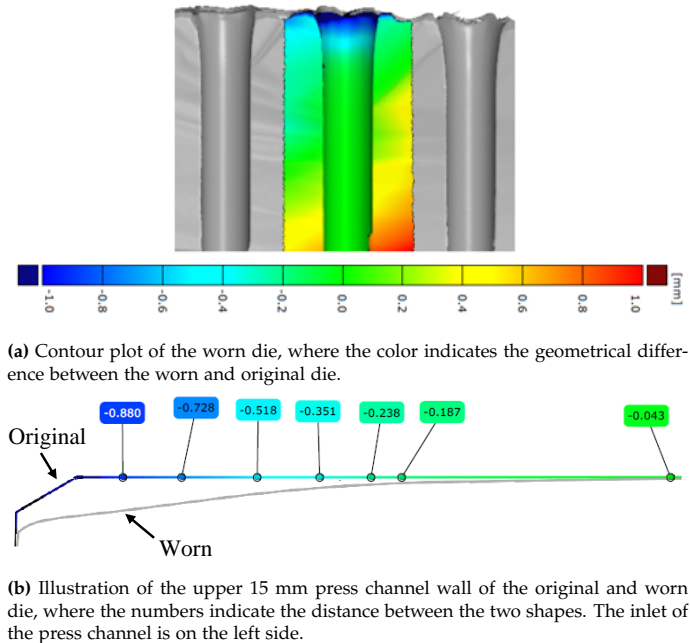 -1.0 -0.8 -0.6 -0.4 -0.2 0.0 0.2 0.4 0.6 0.8 1.0 [mm]
(a) Contour plot of the worn die, where the color indicates the geometrical differ-
ence between the worn and original die.
-0.880 -0.728 -0.518 -0.351 -0.238 -0.187 -0.043
Original
Worn
(b) Illustration of the upper 15 mm press channel wall of the original and worn
die, where the numbers indicate the distance between the two shapes. The inlet of
the press channel is on the left side.